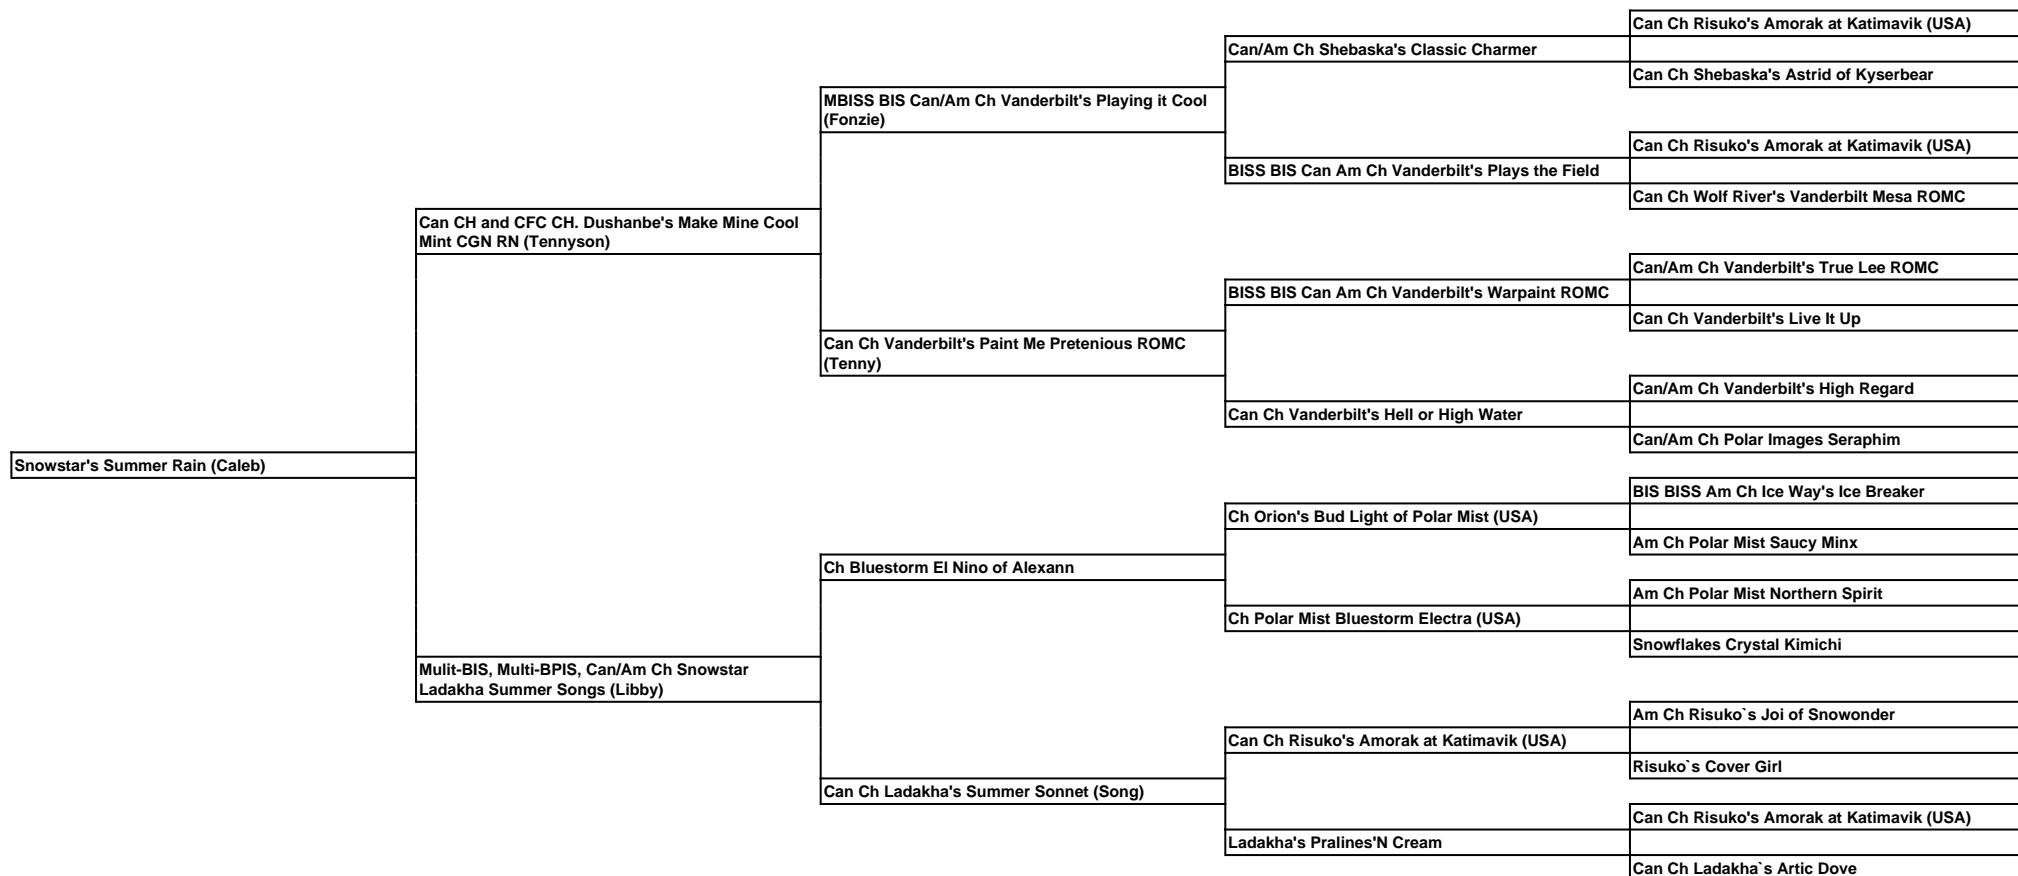 Can Ch Risuko's Amorak at Katimavik (USA)
Can/Am Ch Shebaska's Classic Charmer
Can Ch Shebaska's Astrid of Kyserbear
MBISS BIS Can/Am Ch Vanderbilt's Playing it Cool
(Fonzie)
Can Ch Risuko's Amorak at Katimavik (USA)
BISS BIS Can Am Ch Vanderbilt's Plays the Field
Can Ch Wolf River's Vanderbilt Mesa ROMC
Can CH and CFC CH. Dushanbe's Make Mine Cool
Mint CGN RN (Tennyson)
Can/Am Ch Vanderbilt's True Lee ROMC
BISS BIS Can Am Ch Vanderbilt's Warpaint ROMC
Can Ch Vanderbilt's Live It Up
Can Ch Vanderbilt's Paint Me Pretenious ROMC
(Tenny)
Can/Am Ch Vanderbilt's High Regard
Can Ch Vanderbilt's Hell or High Water
Can/Am Ch Polar Images Seraphim
Snowstar's Summer Rain (Caleb)
BIS BISS Am Ch Ice Way's Ice Breaker
Ch Orion's Bud Light of Polar Mist (USA)
Am Ch Polar Mist Saucy Minx
Ch Bluestorm El Nino of Alexann
Am Ch Polar Mist Northern Spirit
Ch Polar Mist Bluestorm Electra (USA)
Snowflakes Crystal Kimichi
Mulit-BIS, Multi-BPIS, Can/Am Ch Snowstar
Ladakha Summer Songs (Libby)
Am Ch Risuko`s Joi of Snowonder
Can Ch Risuko's Amorak at Katimavik (USA)
Risuko`s Cover Girl
Can Ch Ladakha's Summer Sonnet (Song)
Can Ch Risuko's Amorak at Katimavik (USA)
Ladakha's Pralines'N Cream
Can Ch Ladakha`s Artic Dove